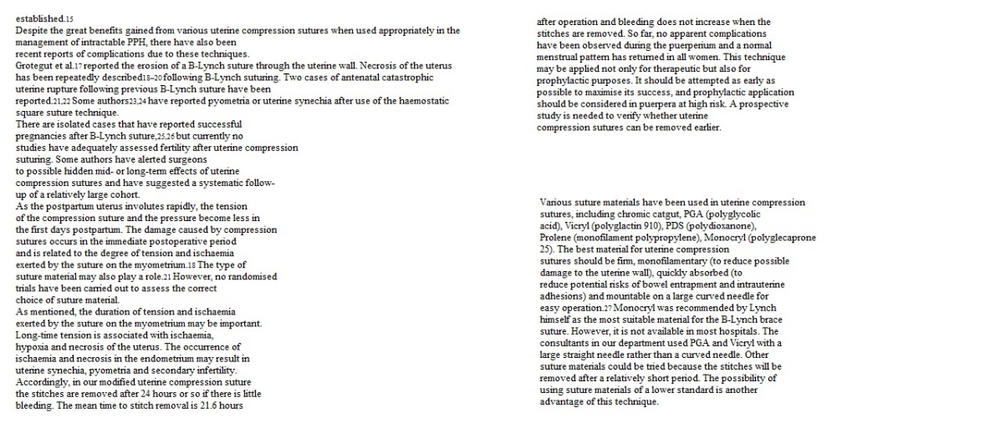 established.15
Despite the great benefits gained from various uterine compression sutures when used appropriately in the
management of intractable PPH, there have also been
recent reports of complications due to these techniques.
Grotegut et al.17 reported the erosion of a B-Lynch suture through the uterine wall. Necrosis of the uterus
has been repeatedly described18–20 following B-Lynch suturing. Two cases of antenatal catastrophic
uterine rupture following previous B-Lynch suture have been
reported.21,22 Some authors23,24 have reported pyometria or uterine synechia after use of the haemostatic
square suture technique.
There are isolated cases that have reported successful
pregnancies after B-Lynch suture,25,26 but currently no
studies have adequately assessed fertility after uterine compression
suturing. Some authors have alerted surgeons
to possible hidden mid- or long-term effects of uterine
compression sutures and have suggested a systematic follow-
up of a relatively large cohort.
As the postpartum uterus involutes rapidly, the tension
of the compression suture and the pressure become less in
the first days postpartum. The damage caused by compression
sutures occurs in the immediate postoperative period
and is related to the degree of tension and ischaemia
exerted by the suture on the myometrium.18 The type of
suture material may also play a role.21 However, no randomised
trials have been carried out to assess the correct
choice of suture material.
As mentioned, the duration of tension and ischaemia
exerted by the suture on the myometrium may be important.
Long-time tension is associated with ischaemia,
hypoxia and necrosis of the uterus. The occurrence of
ischaemia and necrosis in the endometrium may result in
uterine synechia, pyometria and secondary infertility.
Accordingly, in our modified uterine compression suture
the stitches are removed after 24 hours or so if there is little
bleeding. The mean time to stitch removal is 21.6 hours
after operation and bleeding does not increase when the
stitches are removed. So far, no apparent complications
have been observed during the puerperium and a normal
menstrual pattern has returned in all women. This technique
may be applied not only for therapeutic but also for
prophylactic purposes. It should be attempted as early as
possible to maximise its success, and prophylactic application
should be considered in puerpera at high risk. A prospective
study is needed to verify whether uterine
compression sutures can be removed earlier.
Various suture materials have been used in uterine compression
sutures, including chromic catgut, PGA (polyglycolic
acid), Vicryl (polyglactin 910), PDS (polydioxanone),
Prolene (monofilament polypropylene), Monocryl (polyglecaprone
25). The best material for uterine compression
sutures should be firm, monofilamentary (to reduce possible
damage to the uterine wall), quickly absorbed (to
reduce potential risks of bowel entrapment and intrauterine
adhesions) and mountable on a large curved needle for
easy operation.27 Monocryl was recommended by Lynch
himself as the most suitable material for the B-Lynch brace
suture. However, it is not available in most hospitals. The
consultants in our department used PGA and Vicryl with a
large straight needle rather than a curved needle. Other
suture materials could be tried because the stitches will be
removed after a relatively short period. The possibility of
using suture materials of a lower standard is another
advantage of this technique.